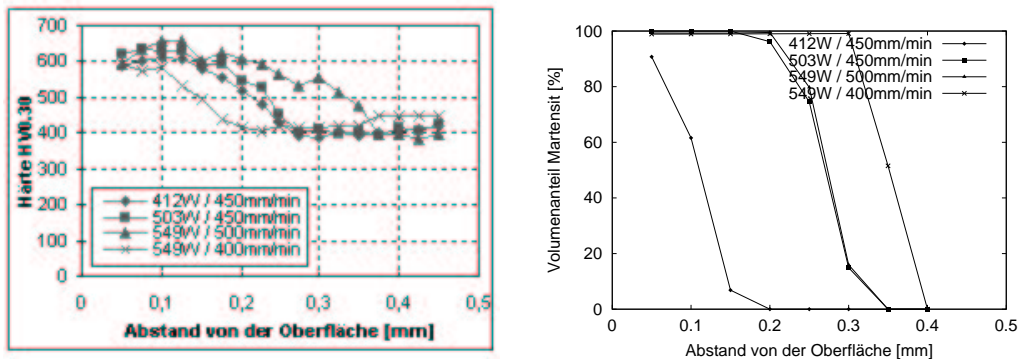 700
600
500
400
300
200
100
0
Härte HV0.30
412W / 450mm/min
503W / 450mm/min
549W / 500mm/min
549W / 400mm/min
0 0,1 0,2 0,3 0,4 0,5
Abstand von der Oberfläche [mm]
100
80
60
40
20
0
Volumenanteil Martensit [%]
412W / 450mm/min
503W / 450mm/min
549W / 500mm/min
549W / 400mm/min
0 0.1 0.2 0.3 0.4 0.5
Abstand von der Oberfläche [mm]